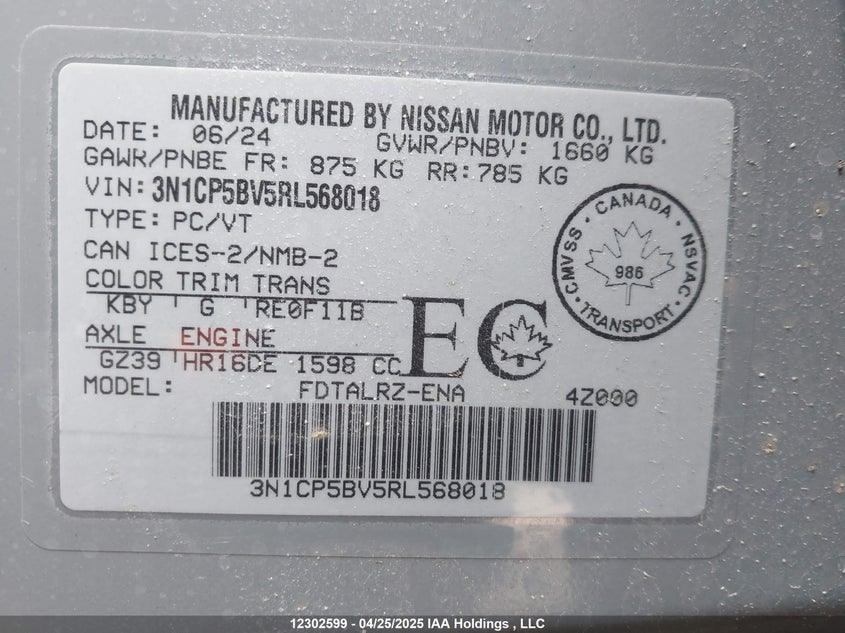 MANUFACTURED BY NISSAN MOTOR CO., LTD.
DATE: 06/24 GVWR/PNBV: 1660 KG
GAWR/PNBE FR: 875 KG RR:785 KG
VIN: 3N1CP5BV5RL568018
TYPE: PC/VT
CAN ICES-2/NMB-2
COLOR TRIM TRANS
KBY G RE0F11B
AXLE ENGINE
GZ39 HR16DE 1598 CC
EC
CANADA
CMVSS · NSVAC
986
TRANSPORT
MODEL: FDTALRZ-ENA 4Z000
3N1CP5BV5RL568018
12302599 - 04/25/2025 IAA Holdings , LLC